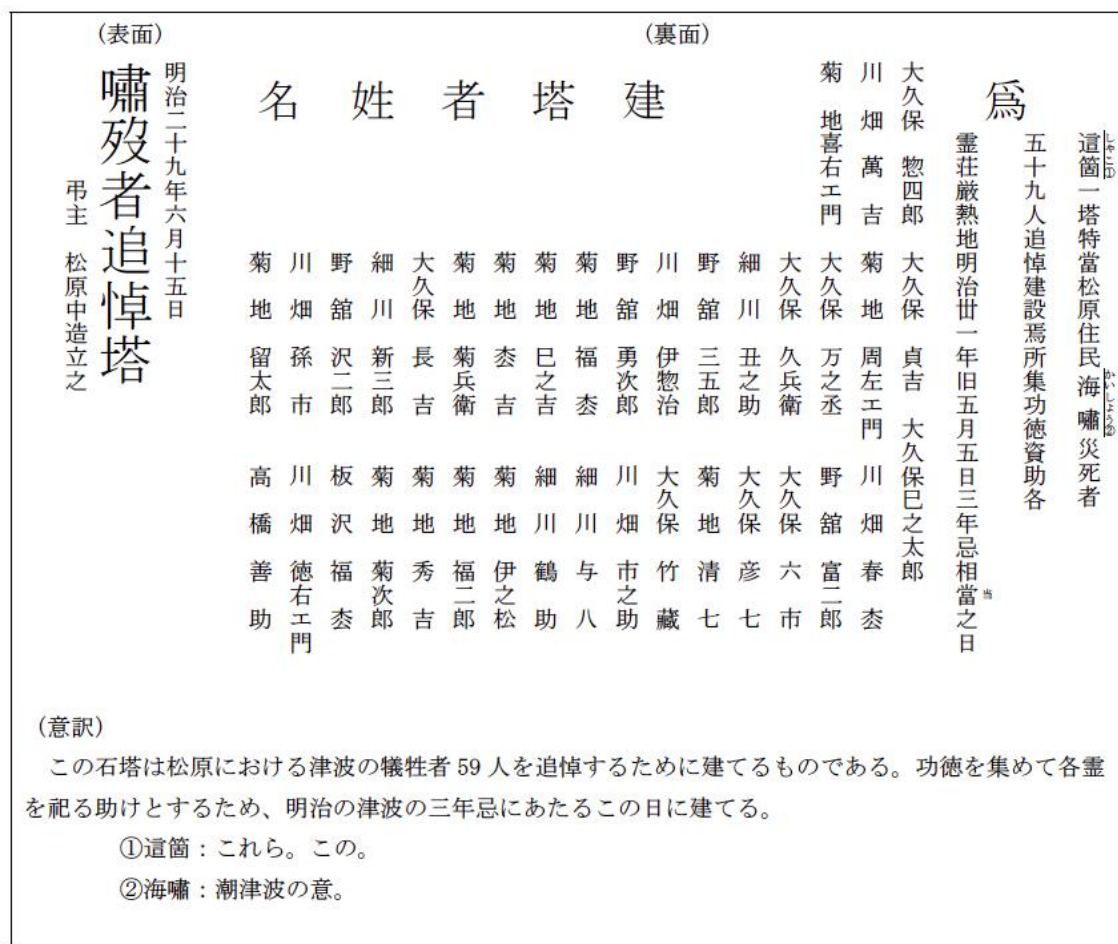 (表面)
明治二十九年六月十五日
嘯歿者追悼塔
弔主 松原中造立之
(裏面)
爲
しゃこ①
かいしょう②
這箇一塔特當松原住民海嘯災死者
五十九人追悼建設焉所集功徳資助各
霊荘厳熱地明治丗一年旧五月五日三年忌相當之日
当
建塔者姓名
大久保 惣四郎 大久保 貞吉 大久保巳之太郎
川畑 萬吉 菊地 周左エ門 川畑 春枩
菊地喜右エ門 大久保 万之丞 野舘 富二郎
大久保 久兵衛 大久保 六市
細川 丑之助 大久保 彦七
野舘 三五郎 菊地 清七
川畑 伊惣治 大久保 竹藏
野舘 勇次郎 川畑 市之助
菊地 福枩 細川 与八
菊地 巳之吉 細川 鶴助
菊地 枩吉 菊地 伊之松
菊地 菊兵衛 菊地 福二郎
大久保 長吉 菊地 秀吉
細川 新三郎 菊地 菊次郎
野舘 沢二郎 板沢 福枩
川畑 孫市 川畑 徳右エ門
菊地 留太郎 高橋 善助
(意訳)
この石塔は松原における津波の犠牲者 59 人を追悼するために建てるものである。功徳を集めて各霊
を祀る助けとするため、明治の津波の三年忌にあたるこの日に建てる。
①這箇：これら。この。
②海嘯：潮津波の意。